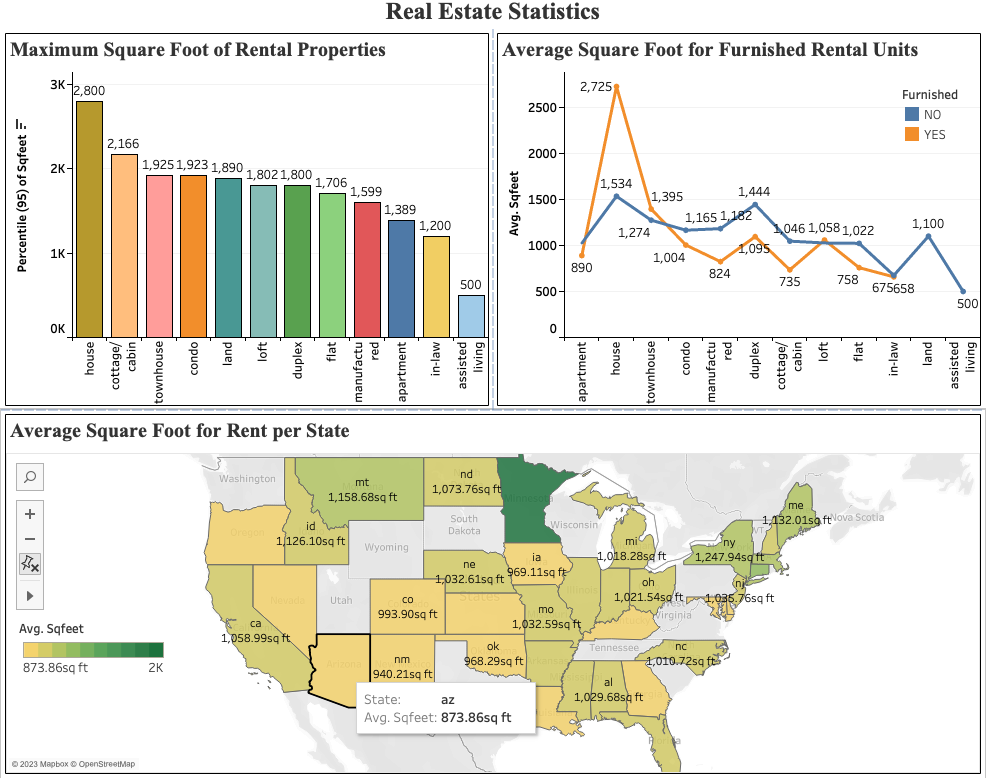 Real Estate Statistics
Maximum Square Foot of Rental Properties
Percentile (95) of Sqfeet
3K
2K
1K
0K
2,800
2,166
1,925
1,923
1,890
1,802
1,800
1,706
1,599
1,389
1,200
500
house
cottage/
cabin
townhouse
condo
land
loft
duplex
flat
manufactu
red
apartment
in-law
assisted
living
Average Square Foot for Furnished Rental Units
Furnished
NO
YES
Avg. Sqfeet
2500
2000
1500
1000
500
0
2,725
1,534
1,395
1,444
1,165
1,182
1,274
1,046
1,058
1,022
1,100
1,004
1,095
890
824
735
758
675
658
500
apartment
house
townhouse
condo
manufactu
red
duplex
cottage/
cabin
loft
flat
in-law
land
assisted
living
Average Square Foot for Rent per State
Washington
mt
1,158.68sq ft
nd
1,073.76sq ft
Minnesota
Wisconsin
South
Dakota
Oregon
id
1,126.10sq ft
Wyoming
me
1,132.01sq ft
Nova Scotia
VT
ny
1,247.94sq ft
mi
1,018.28sq ft
ia
969.11sq ft
ne
1,032.61sq ft
Nevada
Utah
co
993.90sq ft
States
Illinois
oh
1,021.54sq ft
nj
1,035.76sq ft
West
Virginia
mo
1,032.59sq ft
Kentucky
ca
1,058.99sq ft
Arizona
nm
940.21sq ft
ok
968.29sq ft
Arkansas
Tennessee
nc
1,010.72sq ft
Mississippi
al
1,029.68sq ft
Georgia
Florida
State: az
Avg. Sqfeet: 873.86sq ft
Avg. Sqfeet
873.86sq ft
2K
© 2023 Mapbox © OpenStreetMap